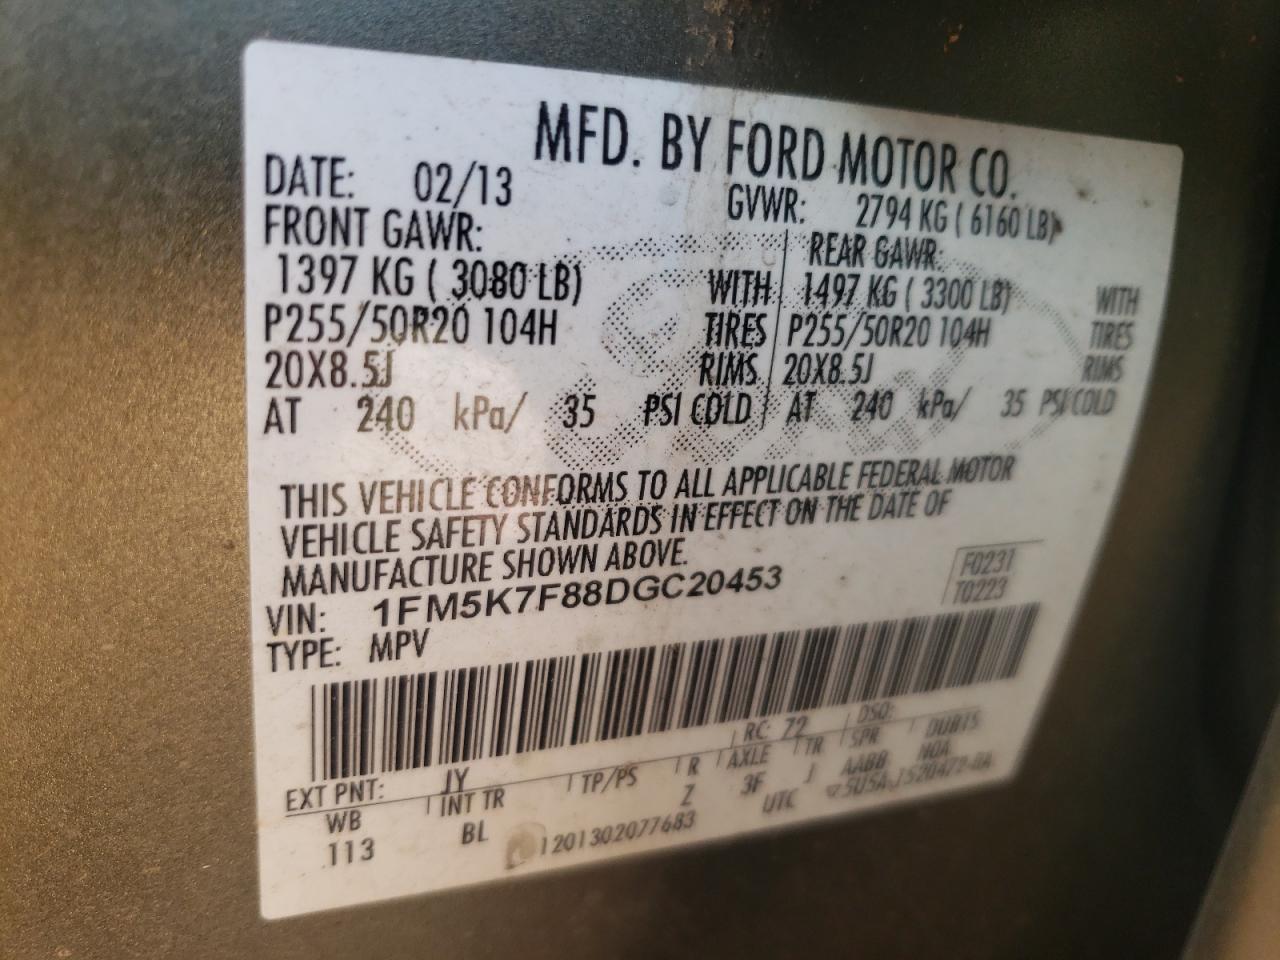 MFD. BY FORD MOTOR CO.
DATE: 02/13 GVWR: 2794 KG ( 6160 LB)
FRONT GAWR: REAR GAWR:
1397 KG ( 3080 LB) WITH 1497 KG ( 3300 LB) WITH
P255/50R20 104H TIRES P255/50R20 104H TIRES
20X8.5J RIMS 20X8.5J RIMS
AT 240 kPa/ 35 PSI COLD AT 240 kPa/ 35 PSI COLD
THIS VEHICLE CONFORMS TO ALL APPLICABLE FEDERAL MOTOR
VEHICLE SAFETY STANDARDS IN EFFECT ON THE DATE OF
MANUFACTURE SHOWN ABOVE.
F0231
T0223
VIN: 1FM5K7F88DGC20453
TYPE: MPV
EXT PNT: JY RC: 72 DSO:
WB INT TR TP/PS R AXLE TR SPR DUBTS
113 BL Z 3F J AABB NOA
1201302077683 UTC